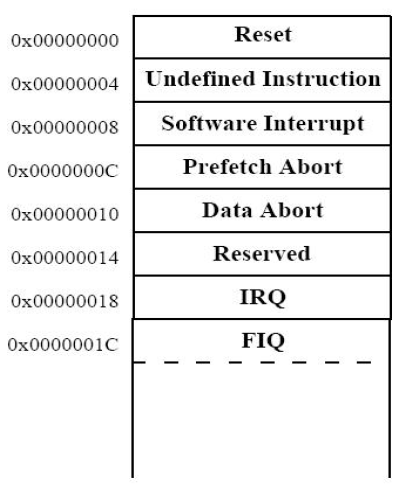 0x00000000 Reset
0x00000004 Undefined Instruction
0x00000008 Software Interrupt
0x0000000C Prefetch Abort
0x00000010 Data Abort
0x00000014 Reserved
0x00000018 IRQ
0x0000001C FIQ